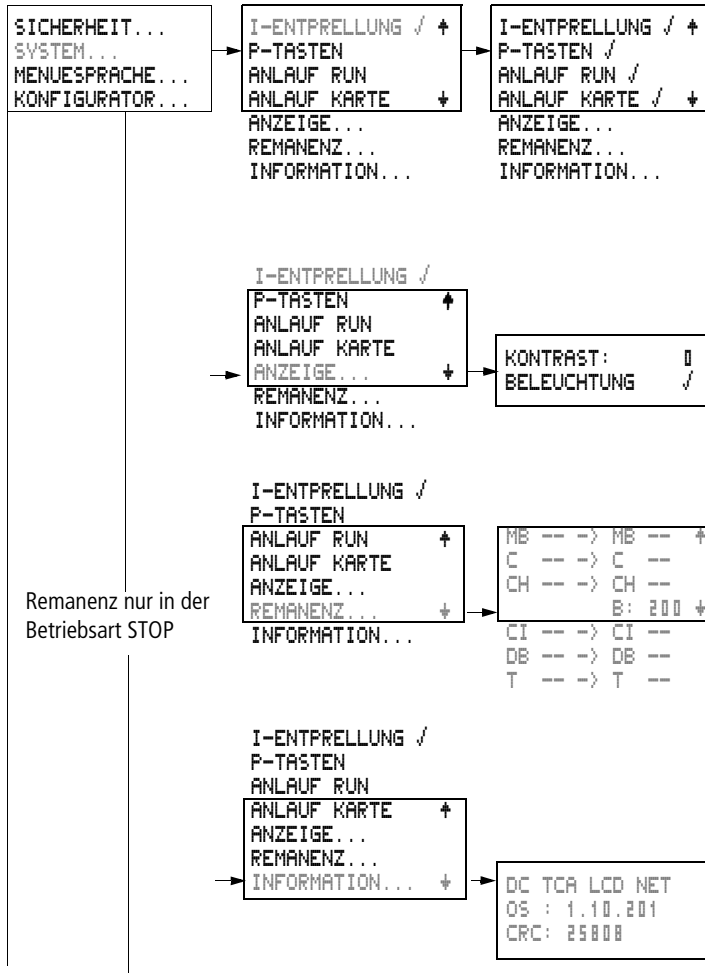 SICHERHEIT...
SYSTEM...
MENUESPRACHE...
KONFIGURATOR...
I-ENTPRELLUNG √
P-TASTEN
ANLAUF RUN
ANLAUF KARTE
ANZEIGE...
REMANENZ...
INFORMATION...
I-ENTPRELLUNG √
P-TASTEN √
ANLAUF RUN √
ANLAUF KARTE √
ANZEIGE...
REMANENZ...
INFORMATION...
I-ENTPRELLUNG √
P-TASTEN
ANLAUF RUN
ANLAUF KARTE
ANZEIGE...
REMANENZ...
INFORMATION...
KONTRAST: 0
BELEUCHTUNG √
Remanenz nur in der
Betriebsart STOP
I-ENTPRELLUNG √
P-TASTEN
ANLAUF RUN
ANLAUF KARTE
ANZEIGE...
REMANENZ...
INFORMATION...
MB -- -> MB --
C -- -> C --
CH -- -> CH --
B: 200
CI -- -> CI --
DB -- -> DB --
T -- -> T --
I-ENTPRELLUNG √
P-TASTEN
ANLAUF RUN
ANLAUF KARTE
ANZEIGE...
REMANENZ...
INFORMATION...
DC TCA LCD NET
OS : 1.10.201
CRC: 25808